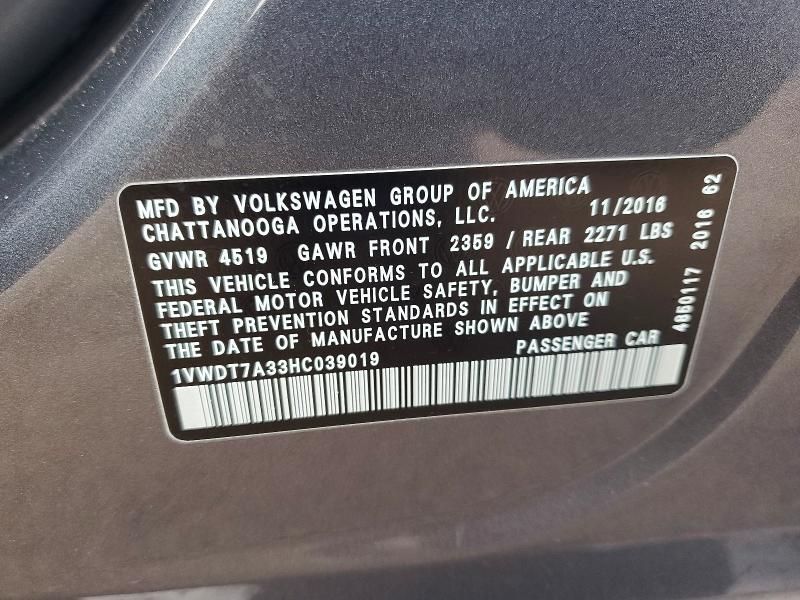 MFD BY VOLKSWAGEN GROUP OF AMERICA
CHATTANOOGA OPERATIONS, LLC. 11/2016
GVWR 4519 GAWR FRONT 2359 / REAR 2271 LBS
THIS VEHICLE CONFORMS TO ALL APPLICABLE U.S.
FEDERAL MOTOR VEHICLE SAFETY, BUMPER AND
THEFT PREVENTION STANDARDS IN EFFECT ON
THE DATE OF MANUFACTURE SHOWN ABOVE
1VWDT7A33HC039019 PASSENGER CAR
4650117 2016 62